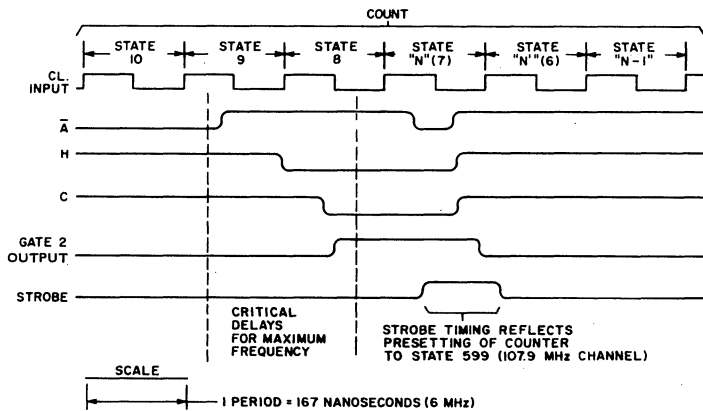 COUNT
STATE 10
STATE 9
STATE 8
STATE "N"(7)
STATE "N'"(6)
STATE "N-1"
CL. INPUT
A
H
C
GATE 2 OUTPUT
STROBE
CRITICAL
DELAYS
FOR MAXIMUM
FREQUENCY
STROBE TIMING REFLECTS
PRESETTING OF COUNTER
TO STATE 599 (107.9 MHz CHANNEL)
SCALE
1 PERIOD = 167 NANOSECONDS (6 MHz)